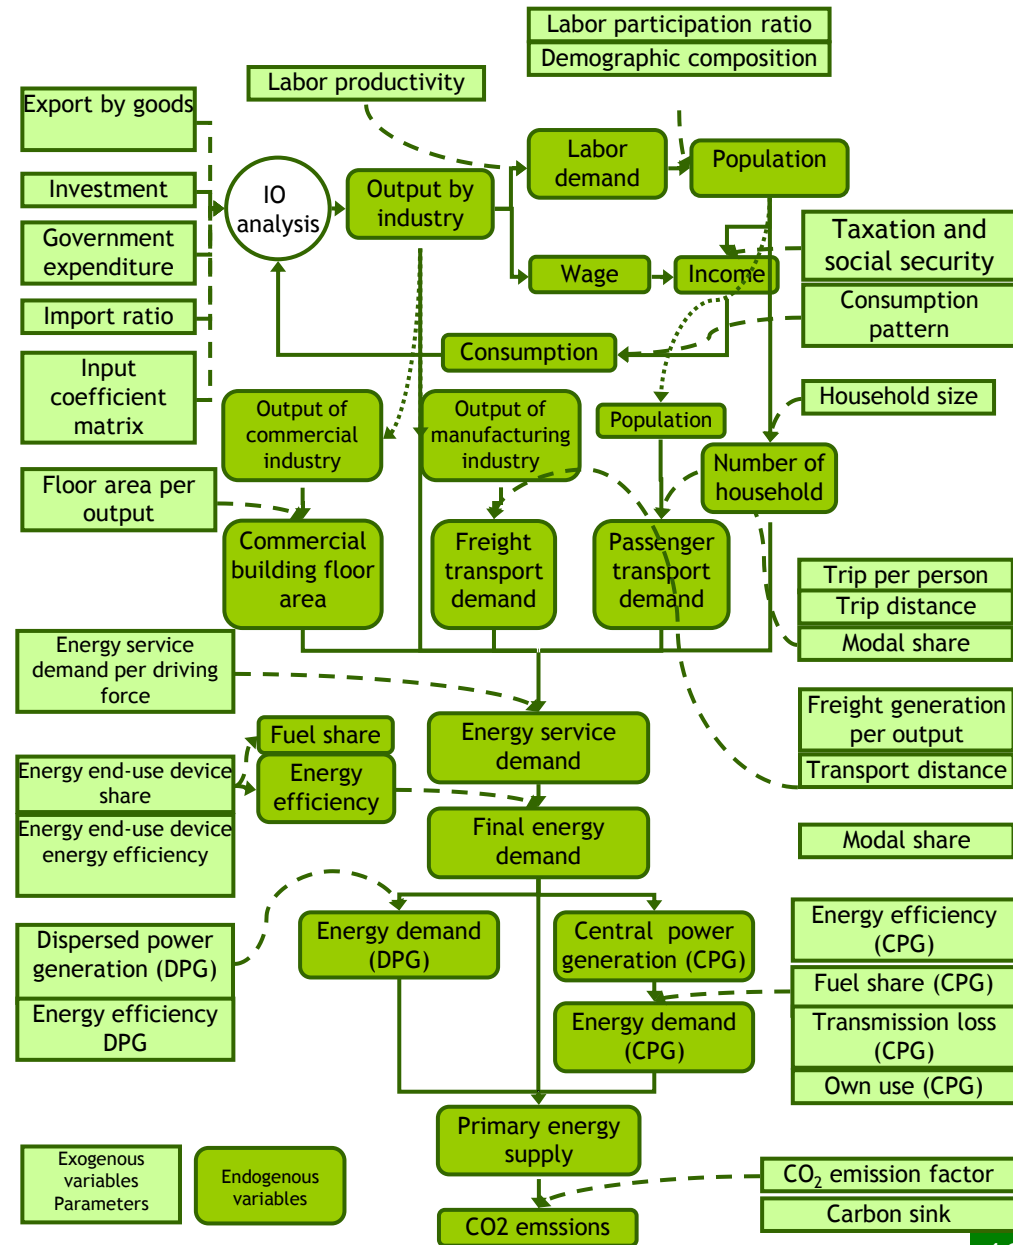 Labor participation ratio
Demographic composition
Labor productivity
Export by goods
Investment
Government
expenditure
Import ratio
Input
coefficient
matrix
IO
analysis
Output by
industry
Labor
demand
Population
Wage
Income
Taxation and
social security
Consumption
pattern
Consumption
Household size
Output of
commercial
industry
Output of
manufacturing
industry
Population
Number of
household
Floor area per
output
Commercial
building floor
area
Freight
transport
demand
Passenger
transport
demand
Trip per person
Trip distance
Modal share
Energy service
demand per driving
force
Freight generation
per output
Transport distance
Modal share
Energy service
demand
Fuel share
Energy
efficiency
Energy end-use device
share
Energy end-use device
energy efficiency
Final energy
demand
Dispersed power
generation (DPG)
Energy efficiency
DPG
Energy demand
(DPG)
Central power
generation (CPG)
Energy demand
(CPG)
Energy efficiency
(CPG)
Fuel share (CPG)
Transmission loss
(CPG)
Own use (CPG)
Primary energy
supply
CO2 emssions
CO₂ emission factor
Carbon sink
Exogenous
variables
Parameters
Endogenous
variables